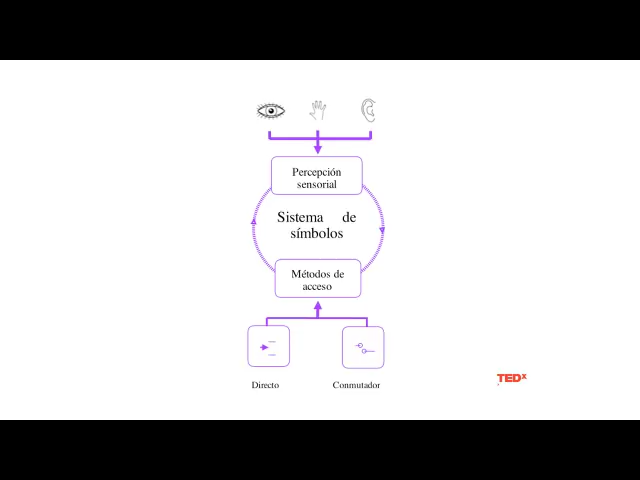 Percepción
sensorial
Sistema de
símbolos
Métodos de
acceso
Directo
Conmutador
TEDx